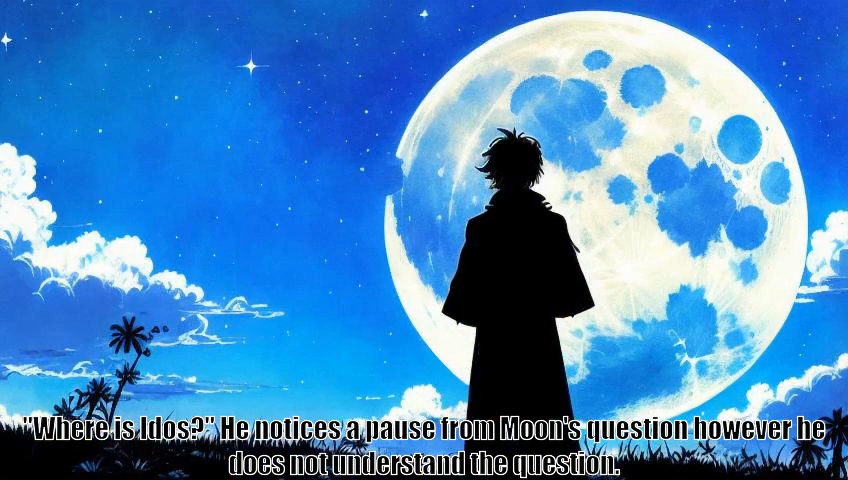 "Where is Idos?" He notices a pause from Moon's question however he
does not understand the question.